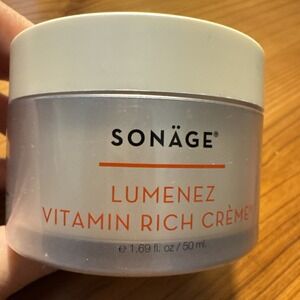 SONÄGE®
LUMENEZ
VITAMIN RICH CRÈME
e 1.69 fl. oz / 50 ml.